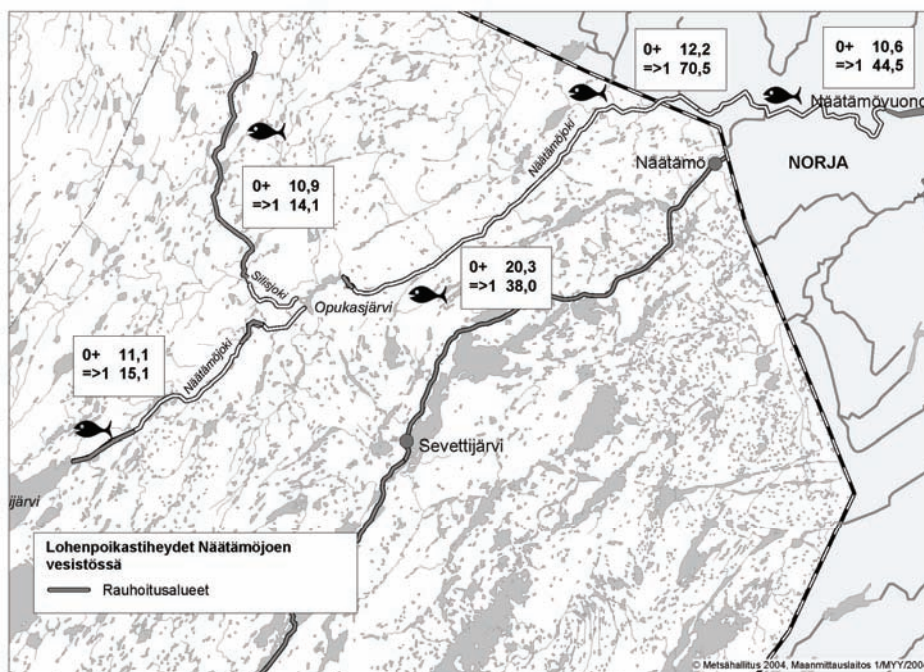 0+ 12,2
=>1 70,5
0+ 10,6
=>1 44,5
Näätämövuono
Näätämöjoki
Näätämö
NORJA
0+ 10,9
=>1 14,1
Silisjoki
Opukasjärvi
0+ 20,3
=>1 38,0
0+ 11,1
=>1 15,1
Näätämöjoki
Sevettijärvi
ijärvi
Lohenpoikastiheydet Näätämöjoen
vesistössä
Rauhoitusalueet
© Metsähallitus 2004, Maanmittauslaitos 1/MYY/200